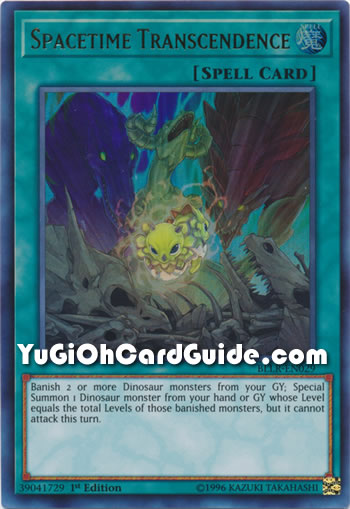 SPACETIME TRANSCENDENCE
[SPELL CARD]
YuGiOhCardGuide.com
Banish 2 or more Dinosaur monsters from your GY; Special
Summon 1 Dinosaur monster from your hand or GY whose Level
equals the total Levels of those banished monsters, but it cannot
attack this turn.
39041729 1st Edition ©1996 KAZUKI TAKAHASHI